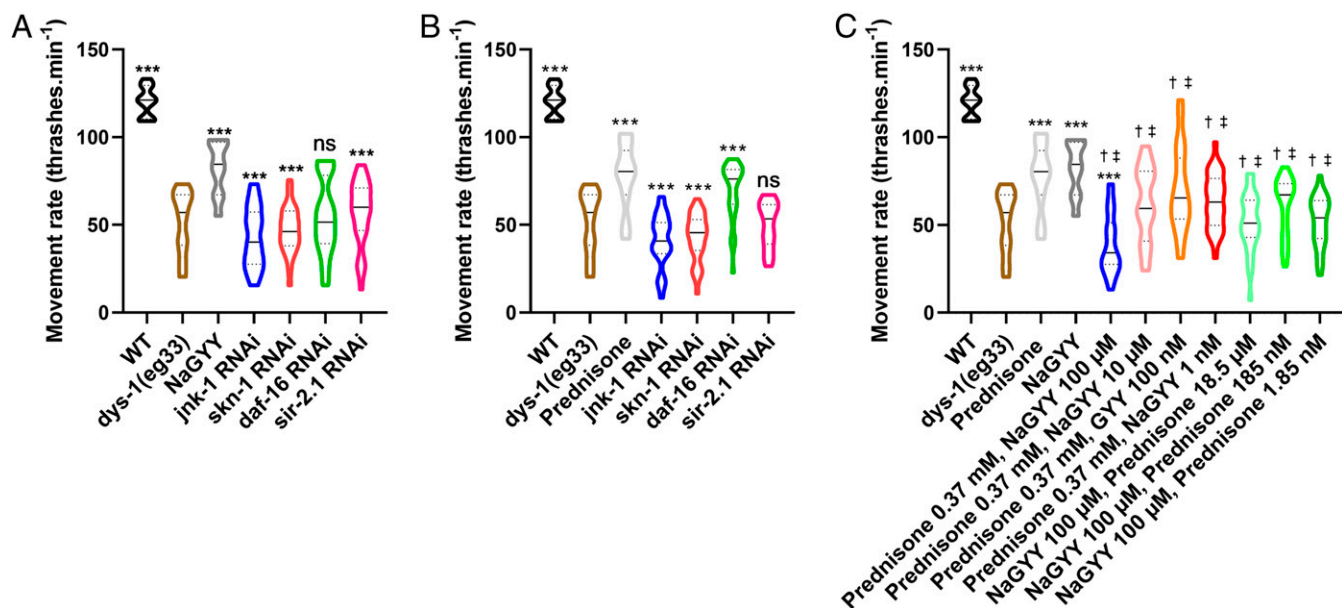 A
Movement rate (thrashes.min-1)
150
100
50
0
***
***
***
***
ns
***
WT
dys-1(eg33)
NaGYY
jnk-1 RNAi
skn-1 RNAi
daf-16 RNAi
sir-2.1 RNAi
B
Movement rate (thrashes.min-1)
150
100
50
0
***
***
***
***
***
ns
WT
dys-1(eg33)
Prednisone
jnk-1 RNAi
skn-1 RNAi
daf-16 RNAi
sir-2.1 RNAi
C
Movement rate (thrashes.min-1)
150
100
50
0
***
***
***
† ‡
***
† ‡
† ‡
† ‡
† ‡
† ‡
† ‡
WT
dys-1(eg33)
Prednisone
NaGYY
Prednisone 0.37 mM, NaGYY 100 µM
Prednisone 0.37 mM, NaGYY 10 µM
Prednisone 0.37 mM, GYY 100 nM
Prednisone 0.37 mM, NaGYY 1 nM
NaGYY 100 µM, Prednisone 18.5 µM
NaGYY 100 µM, Prednisone 185 nM
NaGYY 100 µM, Prednisone 1.85 nM